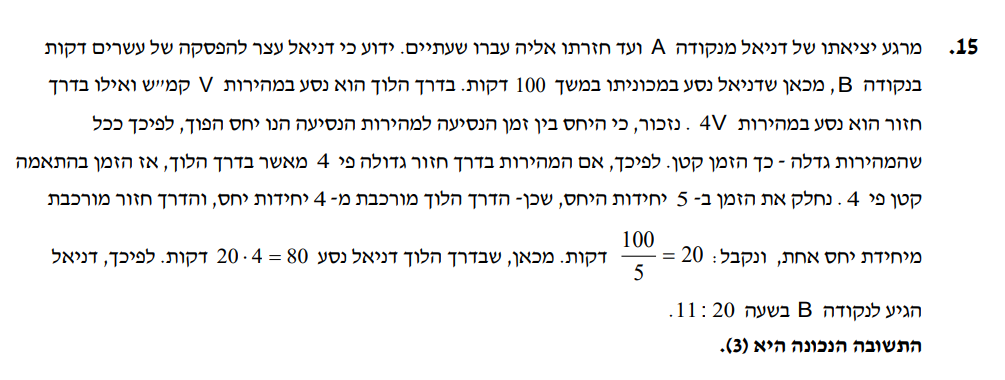 15. מרגע יציאתו של דניאל מנקודה A ועד חזרתו אליה עברו שעתיים. ידוע כי דניאל עצר להפסקה של עשרים דקות
בנקודה B, מכאן שדניאל נסע במכוניתו במשך 100 דקות. בדרך הלוך הוא נסע במהירות V קמ״ש ואילו בדרך
חזור הוא נסע במהירות 4V. נזכור, כי היחס בין זמן הנסיעה למהירות הנסיעה הנו יחס הפוך, לפיכך ככל
שהמהירות גדלה - כך הזמן קטן. לפיכך, אם המהירות בדרך חזור גדולה פי 4 מאשר בדרך הלוך, אז הזמן בהתאמה
קטן פי 4. נחלק את הזמן ב- 5 יחידות היחס, שכן- הדרך הלוך מורכבת מ- 4 יחידות יחס, והדרך חזור מורכבת
מיחידת יחס אחת, ונקבל: 100/5 = 20 דקות. מכאן, שבדרך הלוך דניאל נסע 20·4 = 80 דקות. לפיכך, דניאל
הגיע לנקודה B בשעה 11:20.
התשובה הנכונה היא (3).